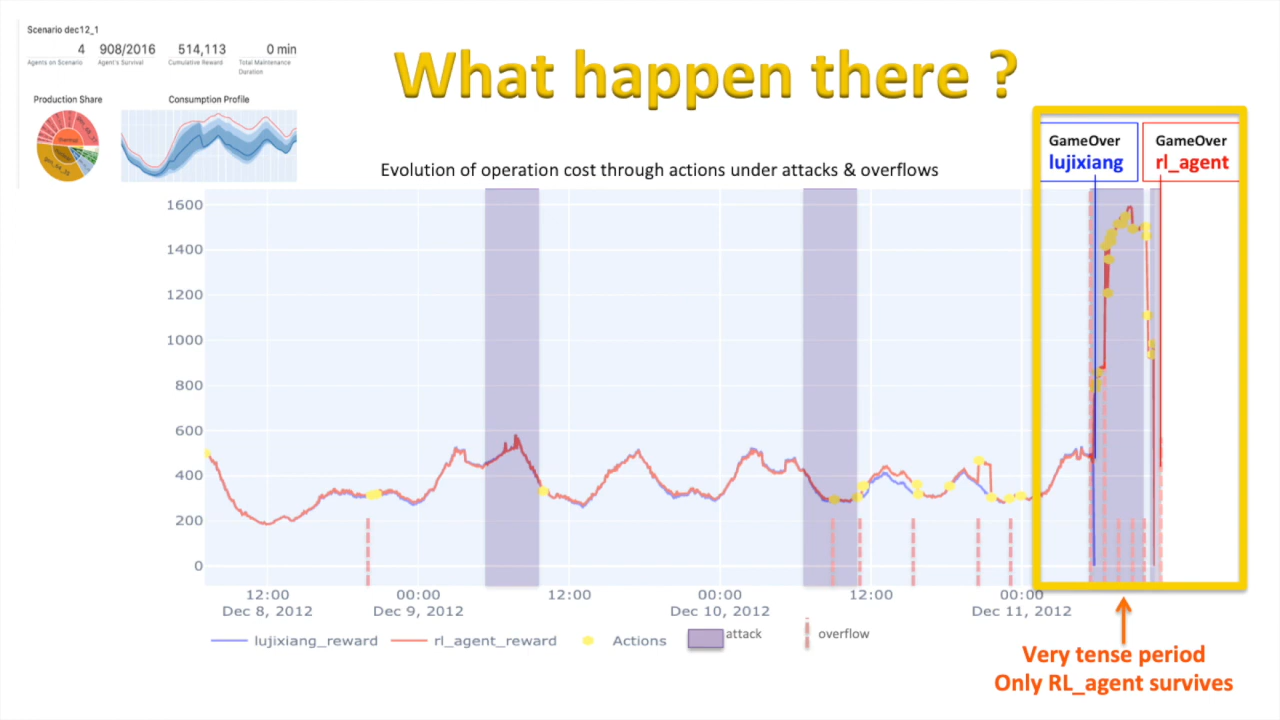 Scenario dec12_1
4 908/2016 514,113 0 min
Agents on Scenario Agent's Survival Cumulative Reward Total Maintenance
Duration
Production Share Consumption Profile
What happen there ?
Evolution of operation cost through actions under attacks & overflows
GameOver
lujixiang
GameOver
rl_agent
1600
1400
1200
1000
800
600
400
200
0
12:00 00:00 12:00 00:00 12:00 00:00
Dec 8, 2012 Dec 9, 2012 Dec 10, 2012 Dec 11, 2012
lujixiang_reward rl_agent_reward Actions attack overflow
Very tense period
Only RL_agent survives